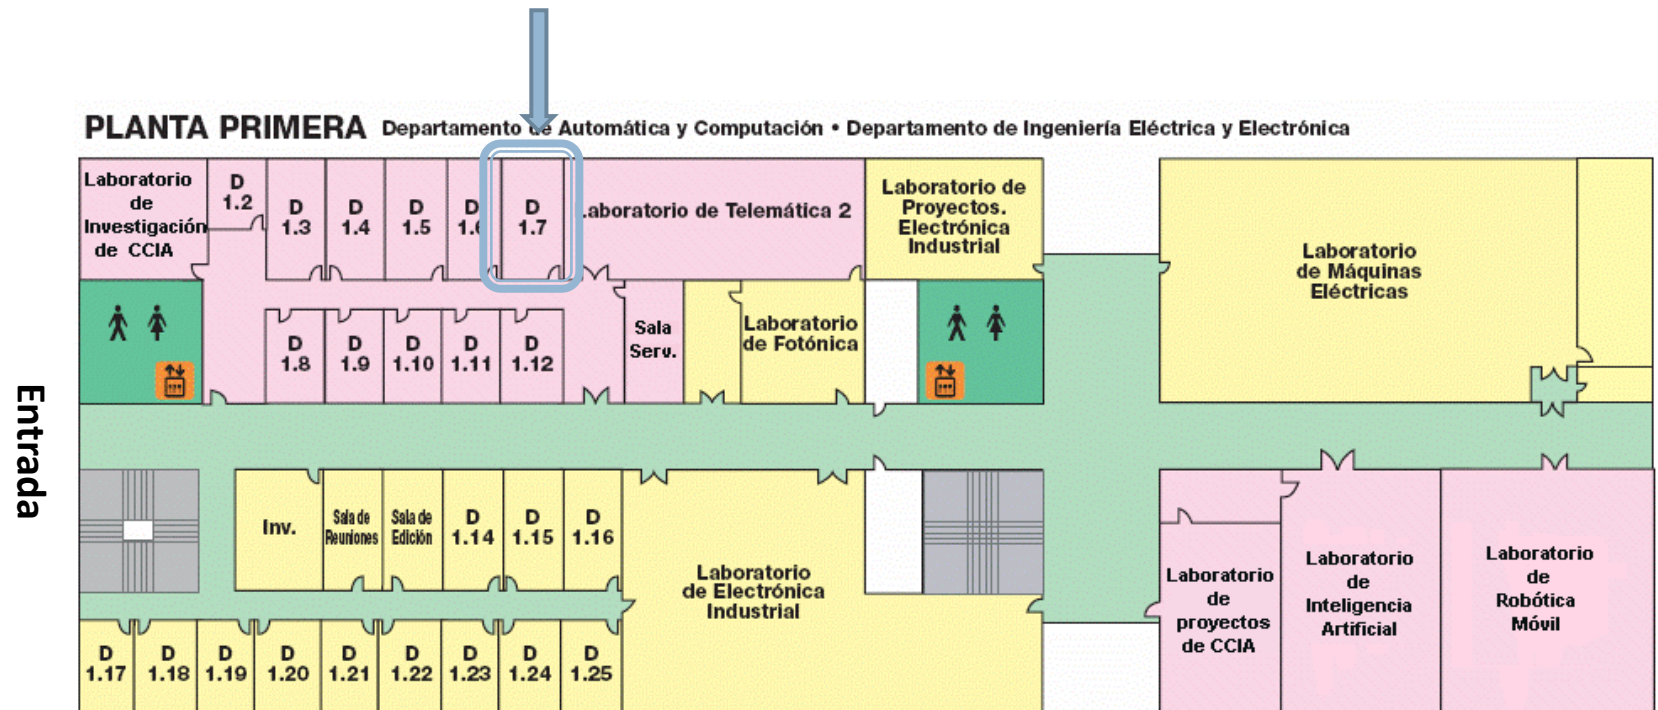 PLANTA PRIMERA Departamento de Automática y Computación • Departamento de Ingeniería Eléctrica y Electrónica
Laboratorio
de
Investigación
de CCIA
D
1.2
D
1.3
D
1.4
D
1.5
D
1.6
D
1.7
Laboratorio de Telemática 2
Laboratorio de
Proyectos.
Electrónica
Industrial
Laboratorio
de Máquinas
Eléctricas
D
1.8
D
1.9
D
1.10
D
1.11
D
1.12
Sala
Serv.
Laboratorio
de Fotónica
Entrada
Inv.
Sala de
Reuniones
Sala de
Edición
D
1.14
D
1.15
D
1.16
Laboratorio
de Electrónica
Industrial
Laboratorio
de
proyectos
de CCIA
Laboratorio
de
Inteligencia
Artificial
Laboratorio
de
Robótica
Móvil
D
1.17
D
1.18
D
1.19
D
1.20
D
1.21
D
1.22
D
1.23
D
1.24
D
1.25